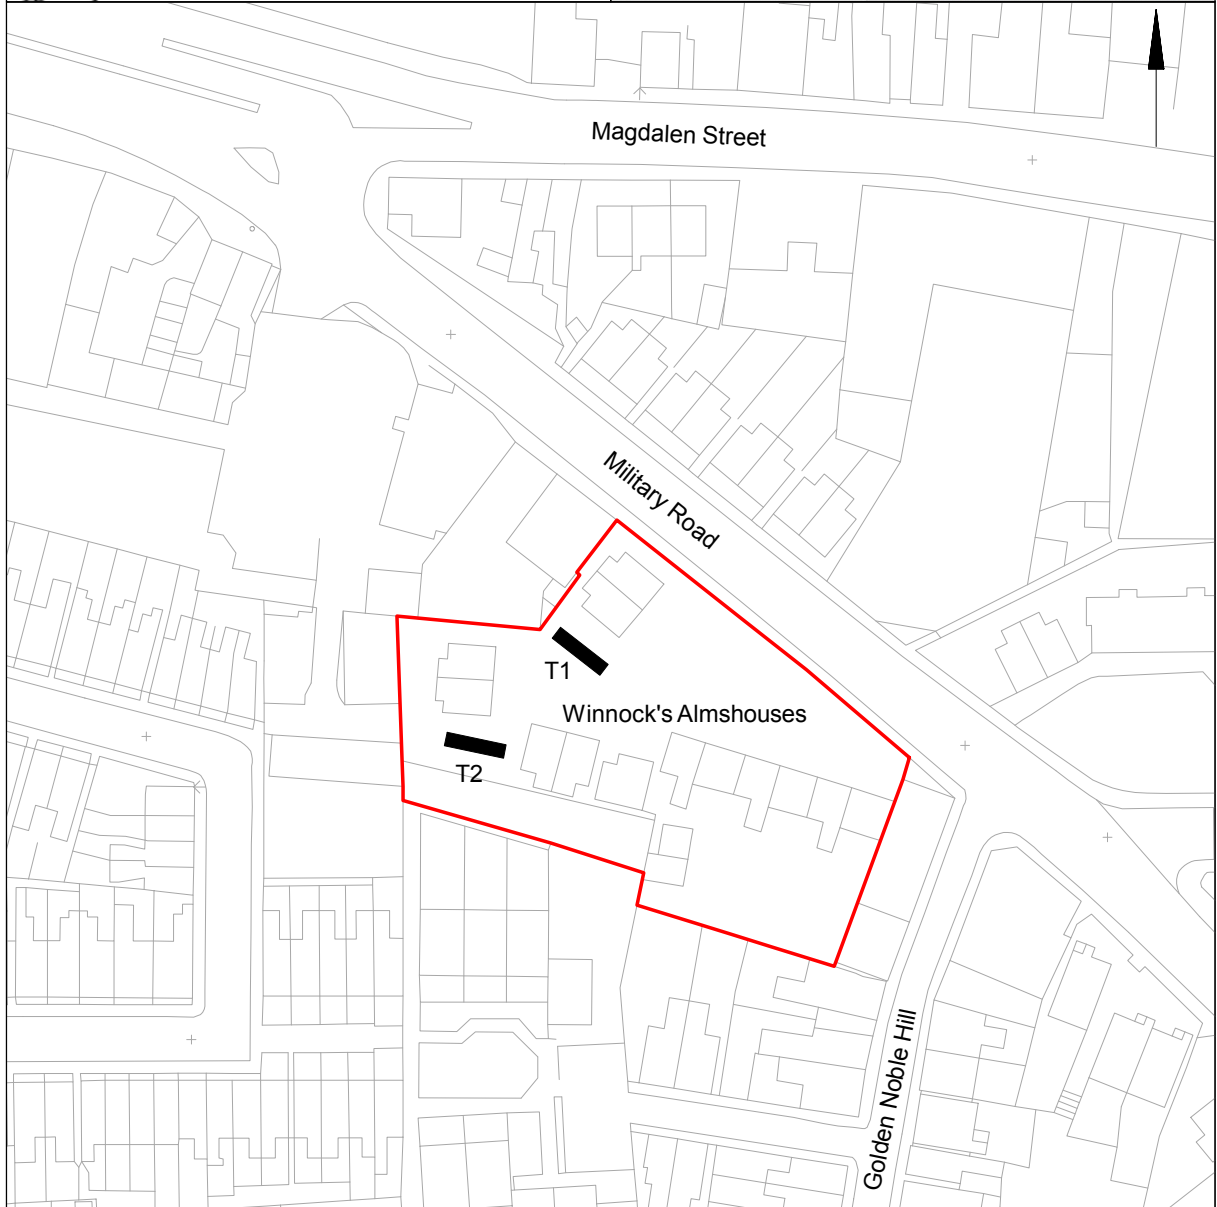 Magdalen Street
Military Road
T1
Winnock's Almshouses
T2
Golden Noble Hill